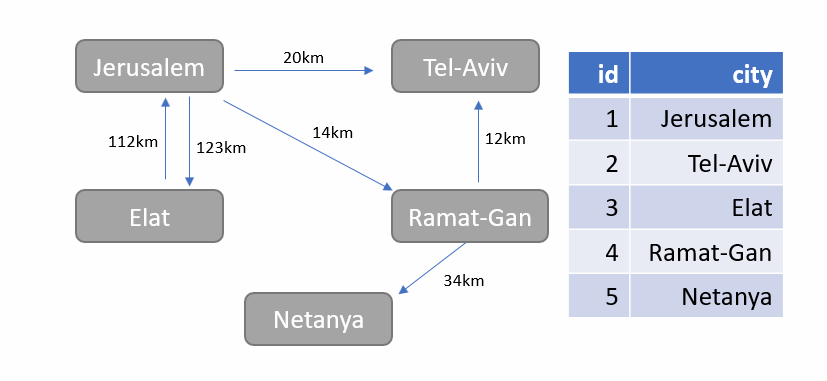 Jerusalem
20km
Tel-Aviv
112km
123km
14km
12km
Elat
Ramat-Gan
34km
Netanya
id city
1 Jerusalem
2 Tel-Aviv
3 Elat
4 Ramat-Gan
5 Netanya